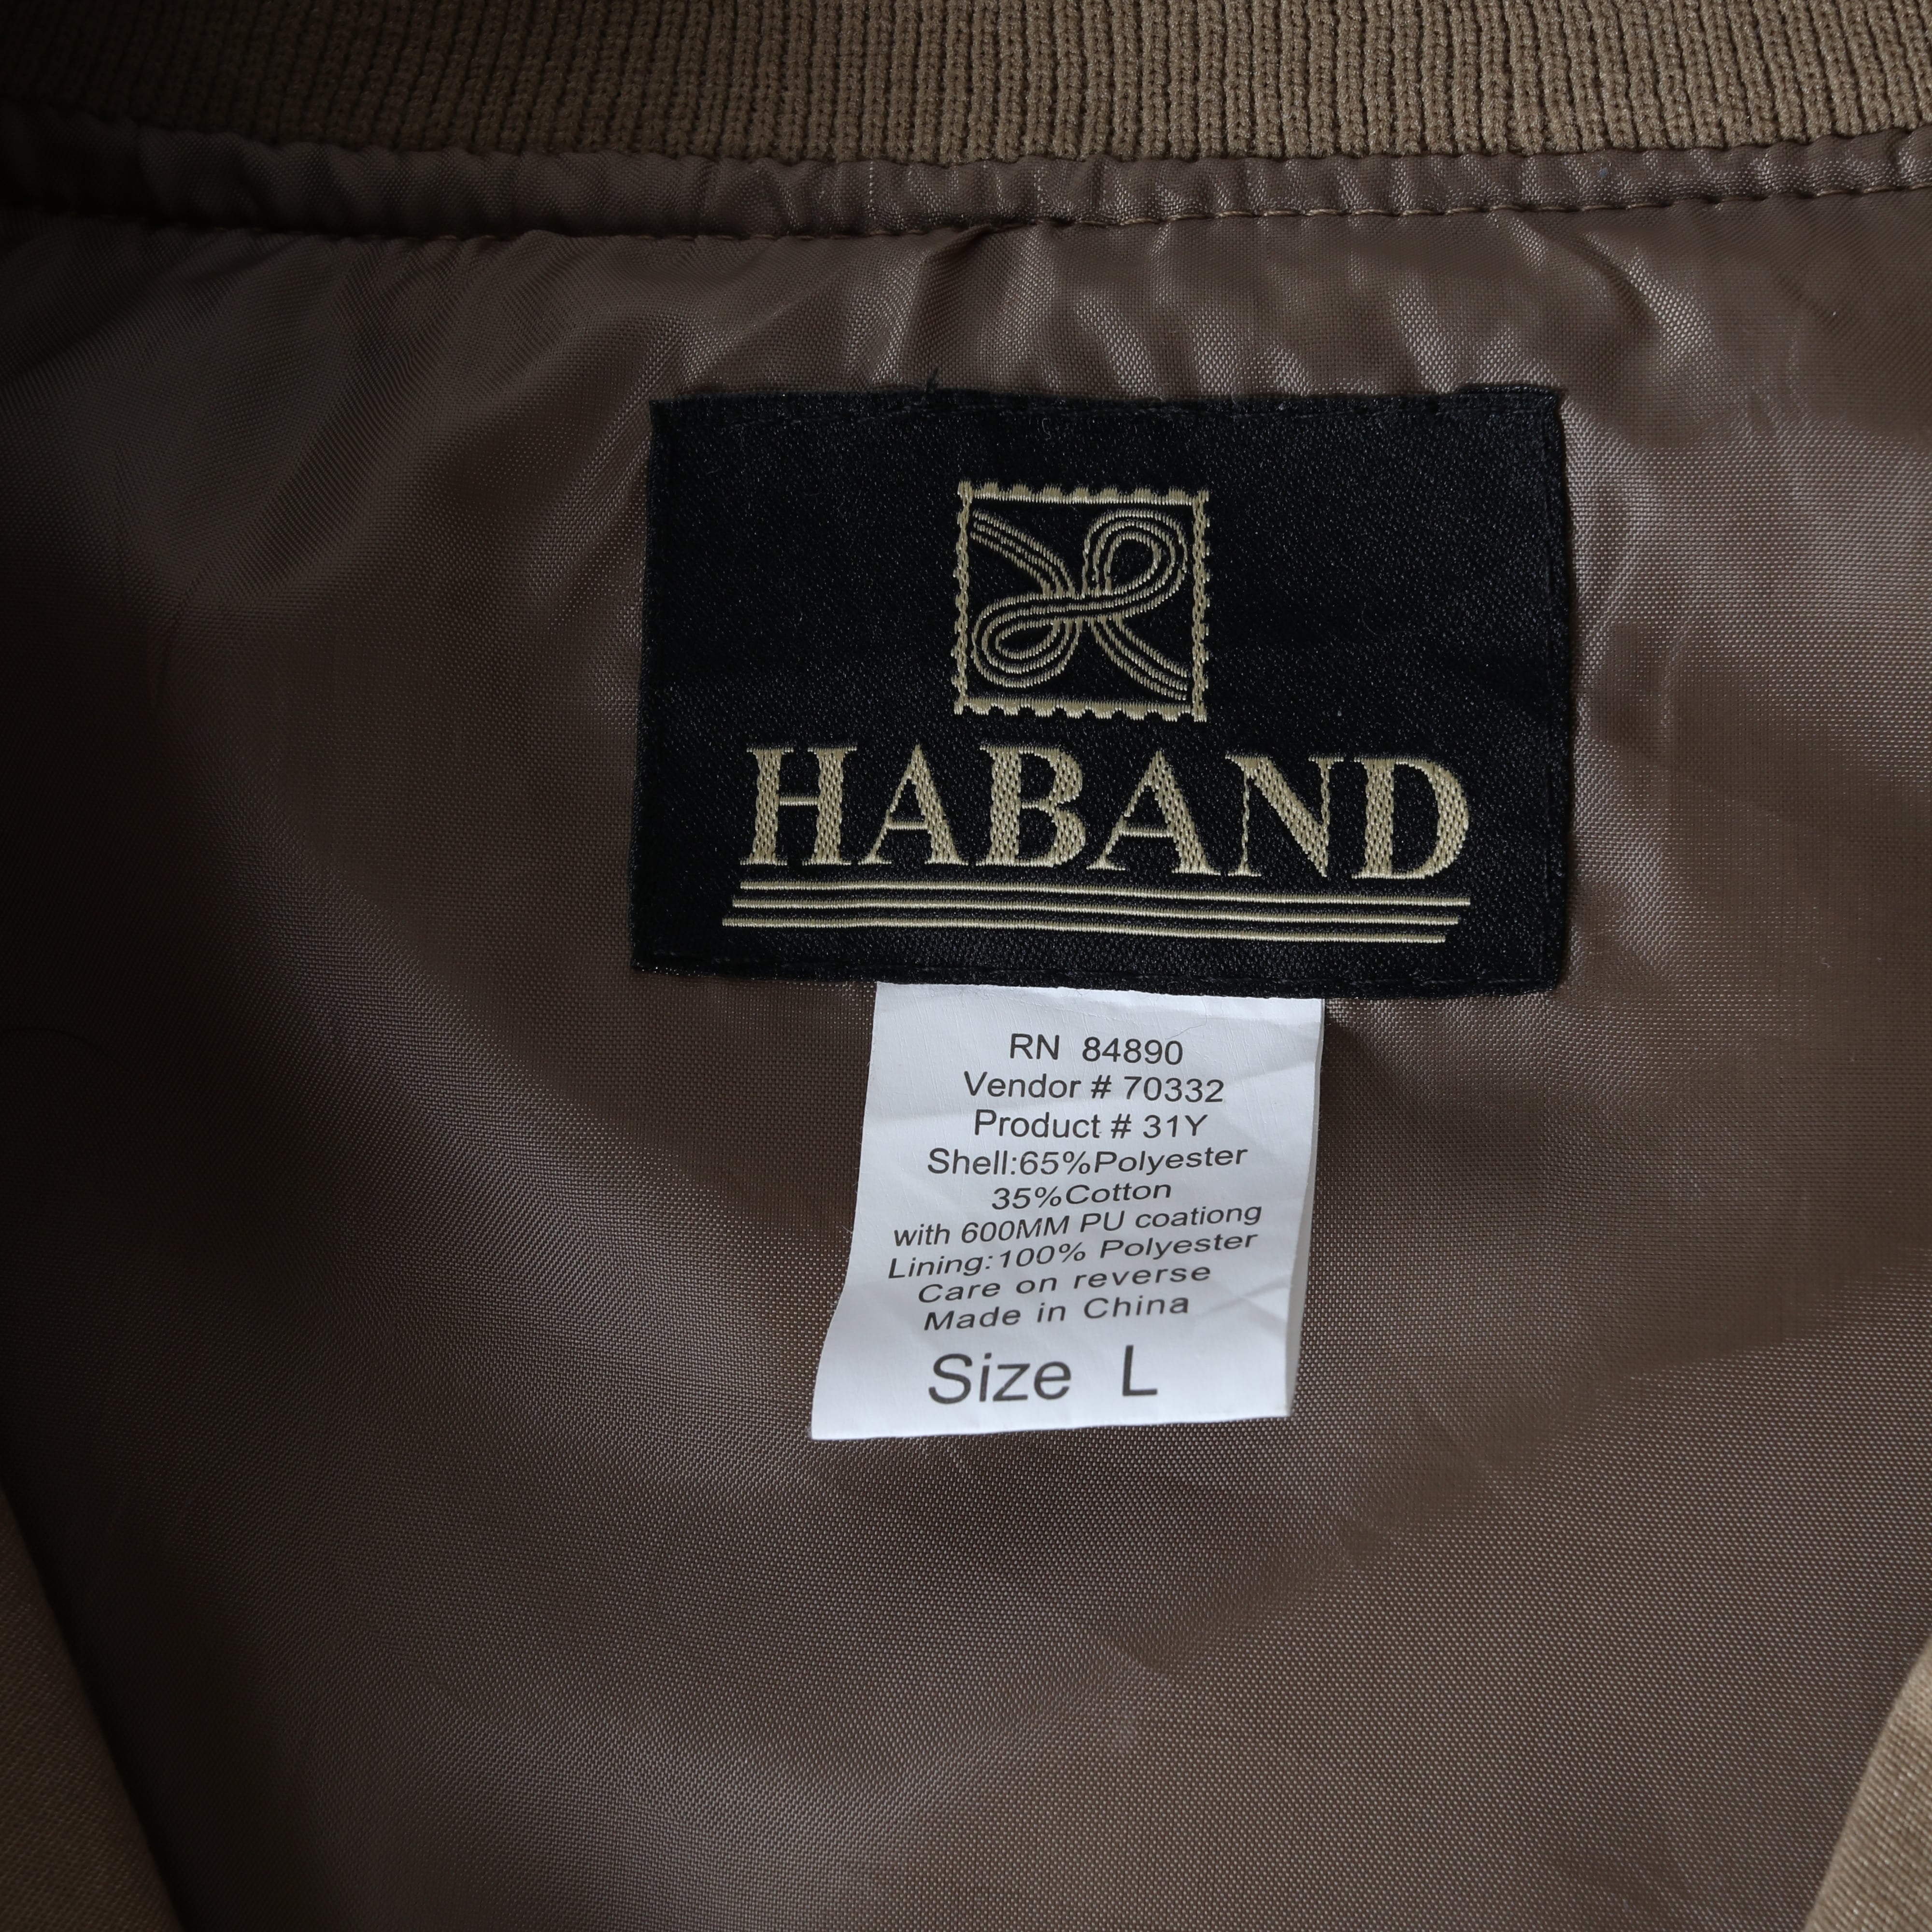 HABAND
RN 84890
Vendor # 70332
Product # 31Y
Shell:65%Polyester
35%Cotton
with 600MM PU coationg
Lining:100% Polyester
Care on reverse
Made in China
Size L